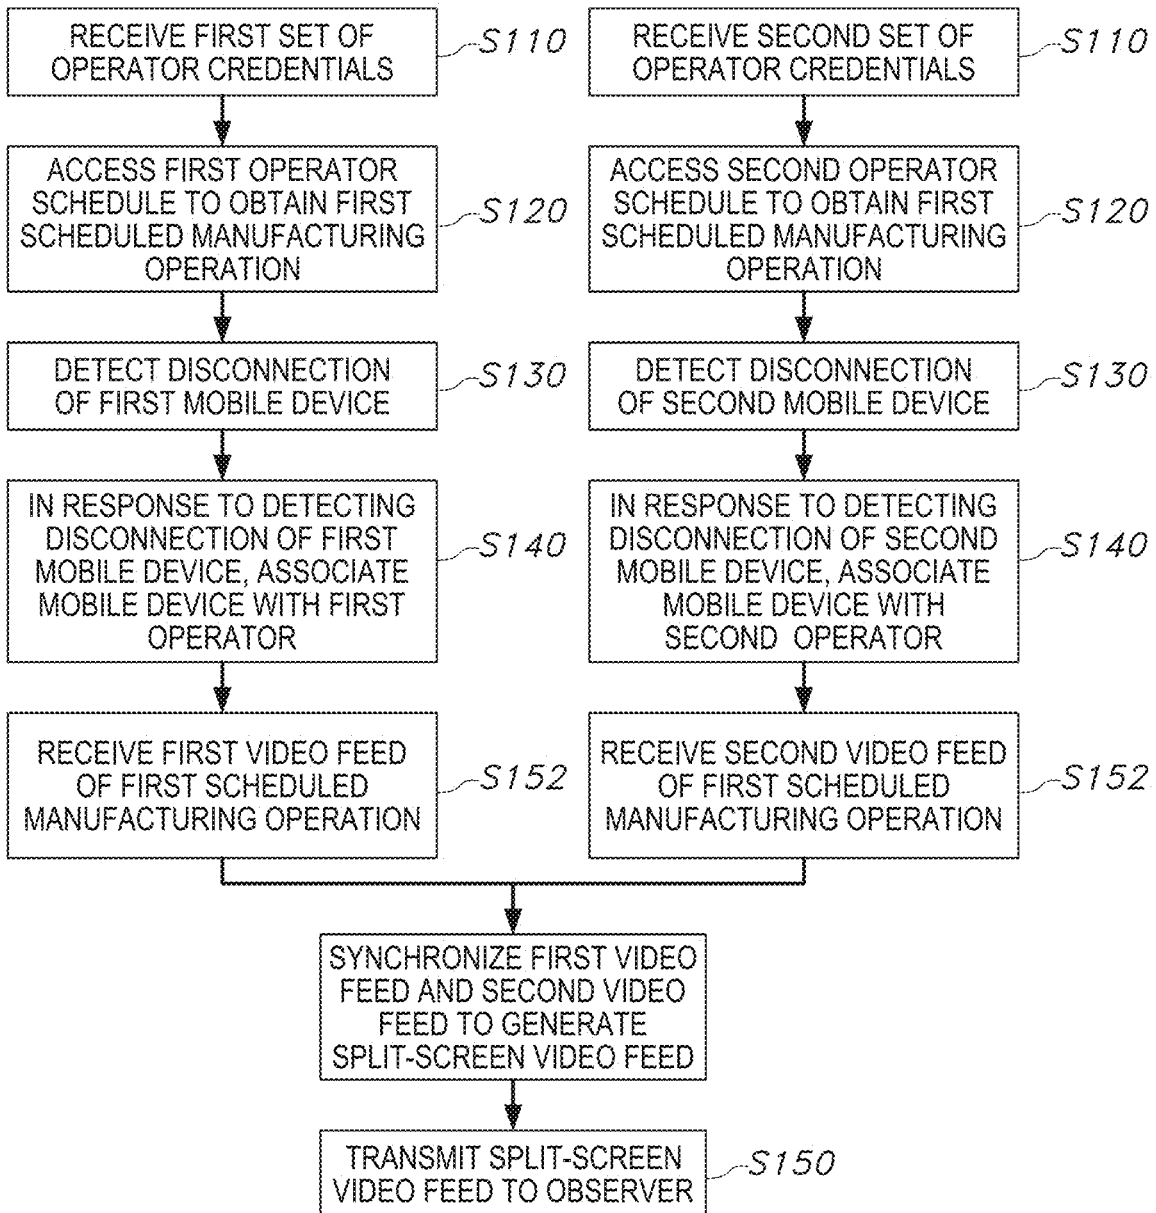 RECEIVE FIRST SET OF
OPERATOR CREDENTIALS
S110
ACCESS FIRST OPERATOR
SCHEDULE TO OBTAIN FIRST
SCHEDULED MANUFACTURING
OPERATION
S120
DETECT DISCONNECTION
OF FIRST MOBILE DEVICE
S130
IN RESPONSE TO DETECTING
DISCONNECTION OF FIRST
MOBILE DEVICE, ASSOCIATE
MOBILE DEVICE WITH FIRST
OPERATOR
S140
RECEIVE FIRST VIDEO FEED
OF FIRST SCHEDULED
MANUFACTURING OPERATION
S152
RECEIVE SECOND SET OF
OPERATOR CREDENTIALS
S110
ACCESS SECOND OPERATOR
SCHEDULE TO OBTAIN FIRST
SCHEDULED MANUFACTURING
OPERATION
S120
DETECT DISCONNECTION
OF SECOND MOBILE DEVICE
S130
IN RESPONSE TO DETECTING
DISCONNECTION OF SECOND
MOBILE DEVICE, ASSOCIATE
MOBILE DEVICE WITH
SECOND OPERATOR
S140
RECEIVE SECOND VIDEO FEED
OF FIRST SCHEDULED
MANUFACTURING OPERATION
S152
SYNCHRONIZE FIRST VIDEO
FEED AND SECOND VIDEO
FEED TO GENERATE
SPLIT-SCREEN VIDEO FEED
TRANSMIT SPLIT-SCREEN
VIDEO FEED TO OBSERVER
S150